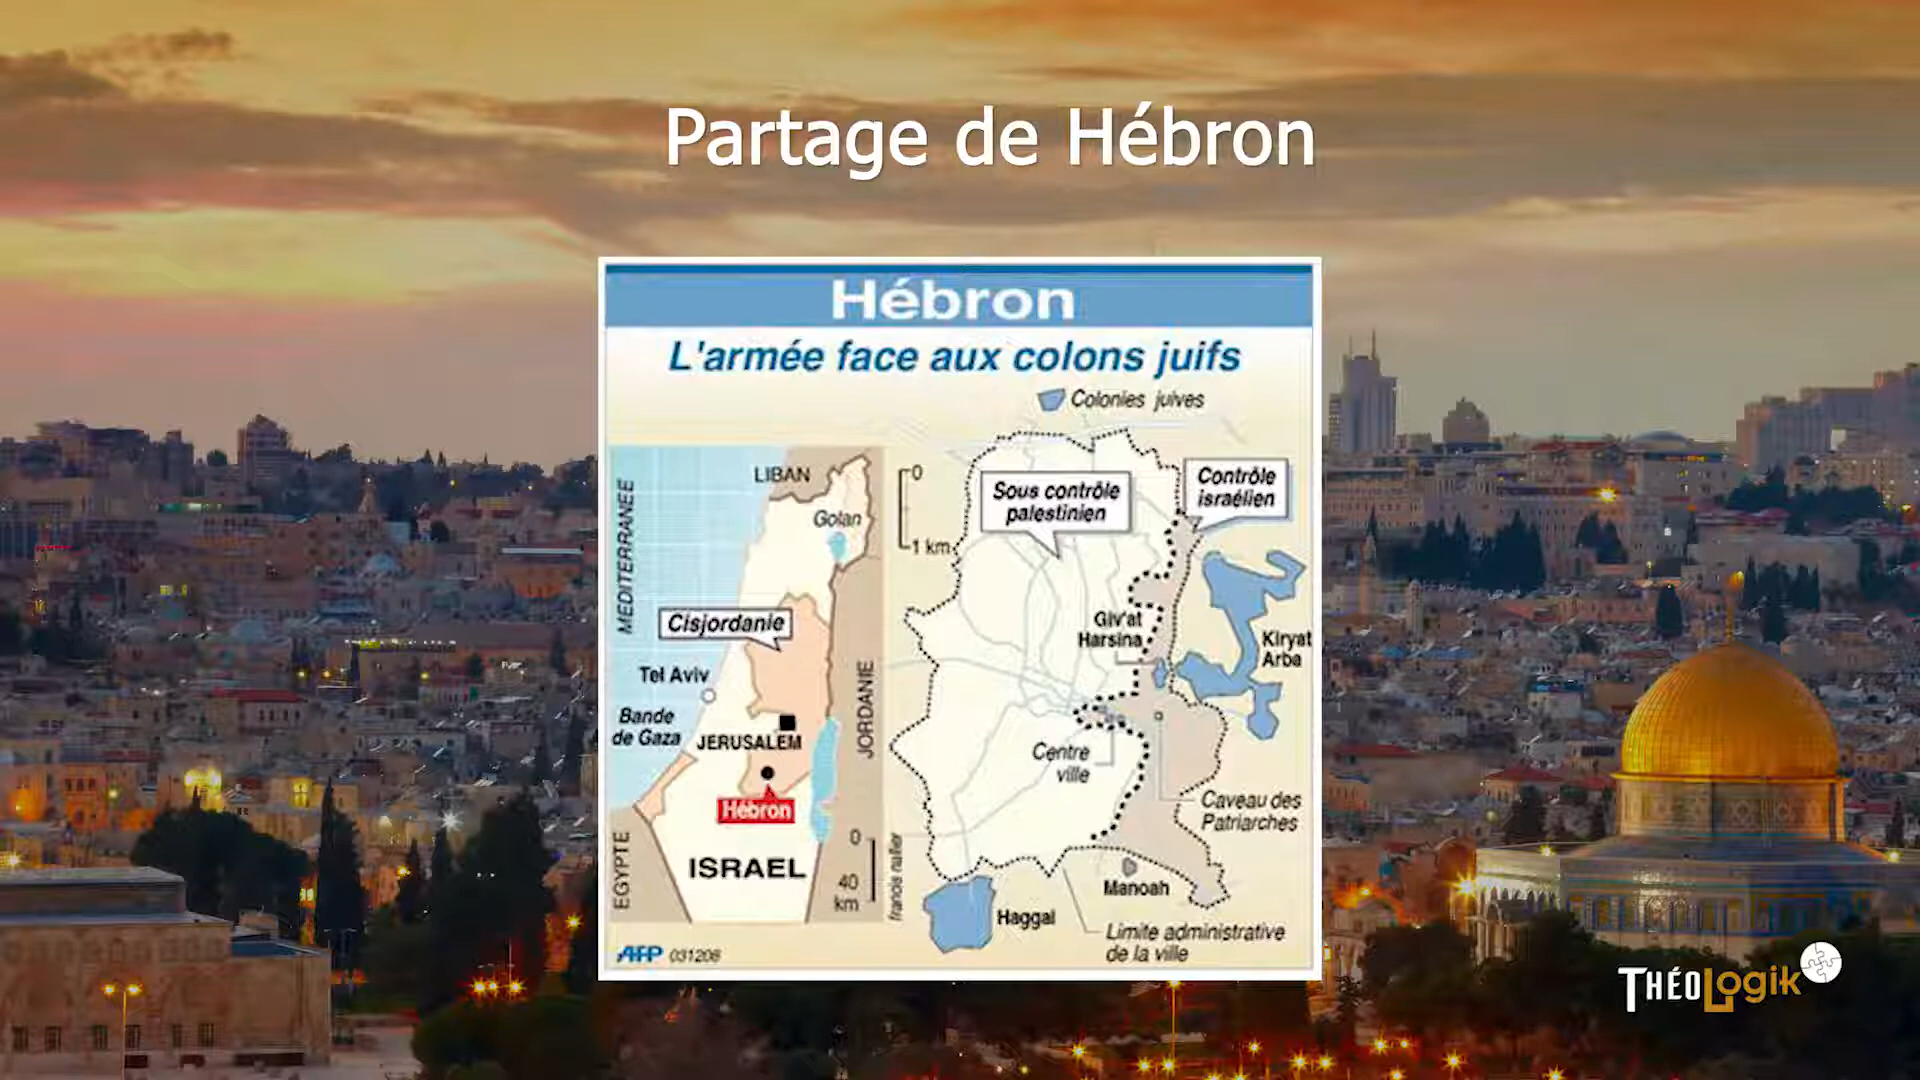 Partage de Hébron
Hébron
L'armée face aux colons juifs
Colonies juives
LIBAN
Golan
MEDITERRANEE
Cisjordanie
Tel Aviv
Bande
de Gaza
JERUSALEM
JORDANIE
Hébron
ISRAEL
EGYPTE
0
40
km
francis nallier
AFP 031208
0
1 km
Sous contrôle
palestinien
Contrôle
israélien
Giv'at
Harsina
Kiryat
Arba
Centre
ville
Caveau des
Patriarches
Manoah
Haggai
Limite administrative
de la ville
THÉOLOgik